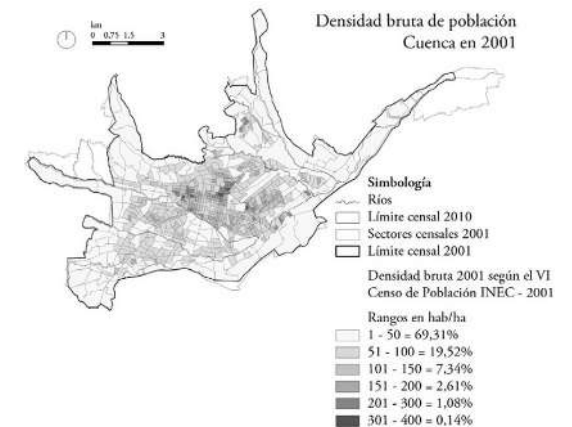 Densidad bruta de población
Cuenca en 2001
km
0 0.75 1.5 3
Simbología
Ríos
Límite censal 2010
Sectores censales 2001
Límite censal 2001
Densidad bruta 2001 según el VI
Censo de Población INEC - 2001
Rangos en hab/ha
1 - 50 = 69,31%
51 - 100 = 19,52%
101 - 150 = 7,34%
151 - 200 = 2,61%
201 - 300 = 1,08%
301 - 400 = 0,14%